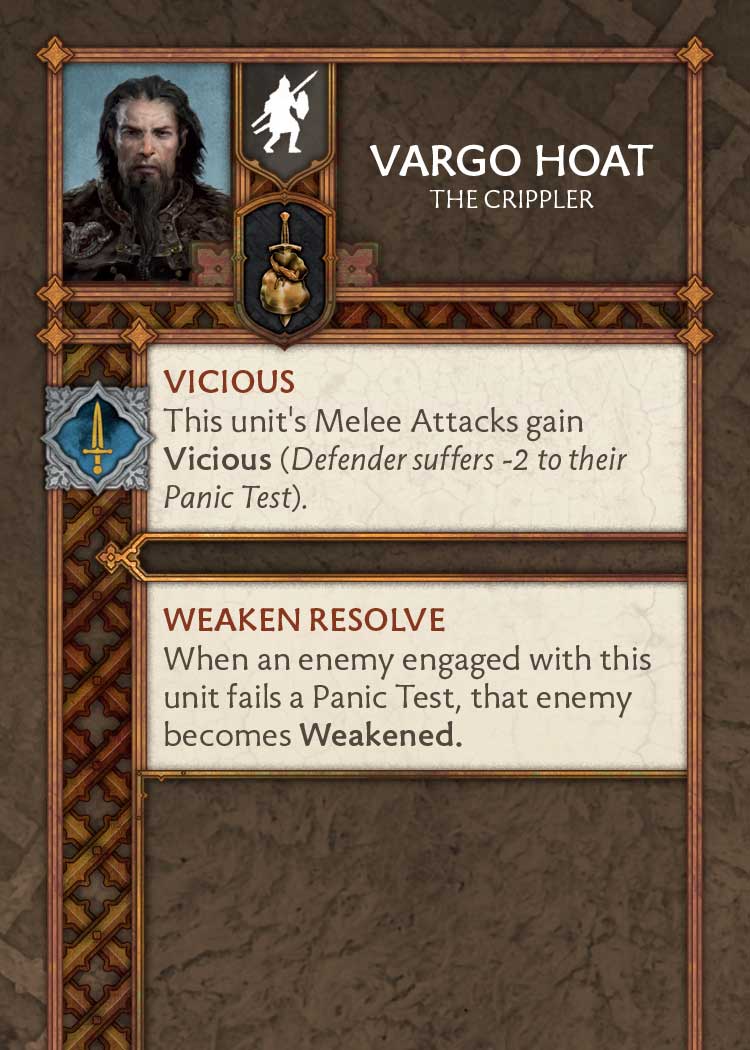 VARGO HOAT
THE CRIPPLER
VICIOUS
This unit's Melee Attacks gain
Vicious (Defender suffers -2 to their
Panic Test).
WEAKEN RESOLVE
When an enemy engaged with this
unit fails a Panic Test, that enemy
becomes Weakened.